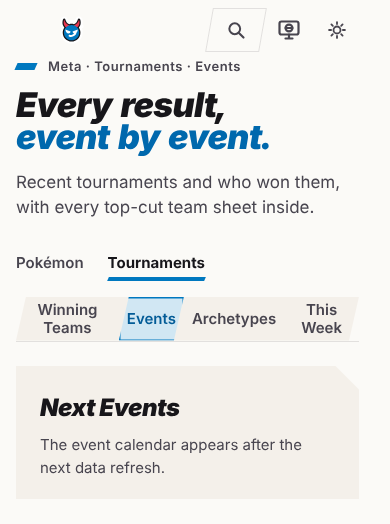 Meta · Tournaments · Events
Every result,
event by event.
Recent tournaments and who won them,
with every top-cut team sheet inside.
Pokémon Tournaments
Winning Teams Events Archetypes This Week
Next Events
The event calendar appears after the
next data refresh.